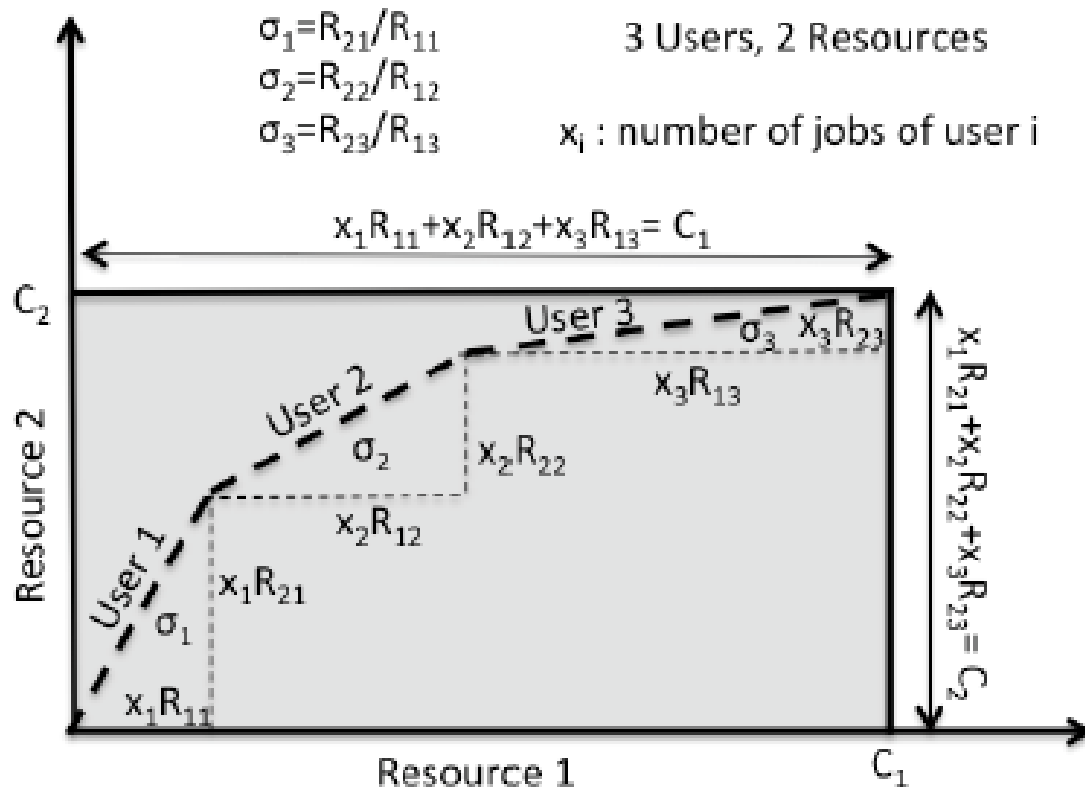 σ₁=R₂₁/R₁₁
σ₂=R₂₂/R₁₂
σ₃=R₂₃/R₁₃
3 Users, 2 Resources
xᵢ : number of jobs of user i
x₁R₁₁+x₂R₁₂+x₃R₁₃= C₁
C₂
User 3
σ₃
x₃R₂₃
x₃R₁₃
User 2
σ₂
x₂R₂₂
x₂R₁₂
User 1
σ₁
x₁R₂₁
x₁R₁₁
x₁R₂₁+x₂R₂₂+x₃R₂₃= C₂
Resource 2
Resource 1
C₁